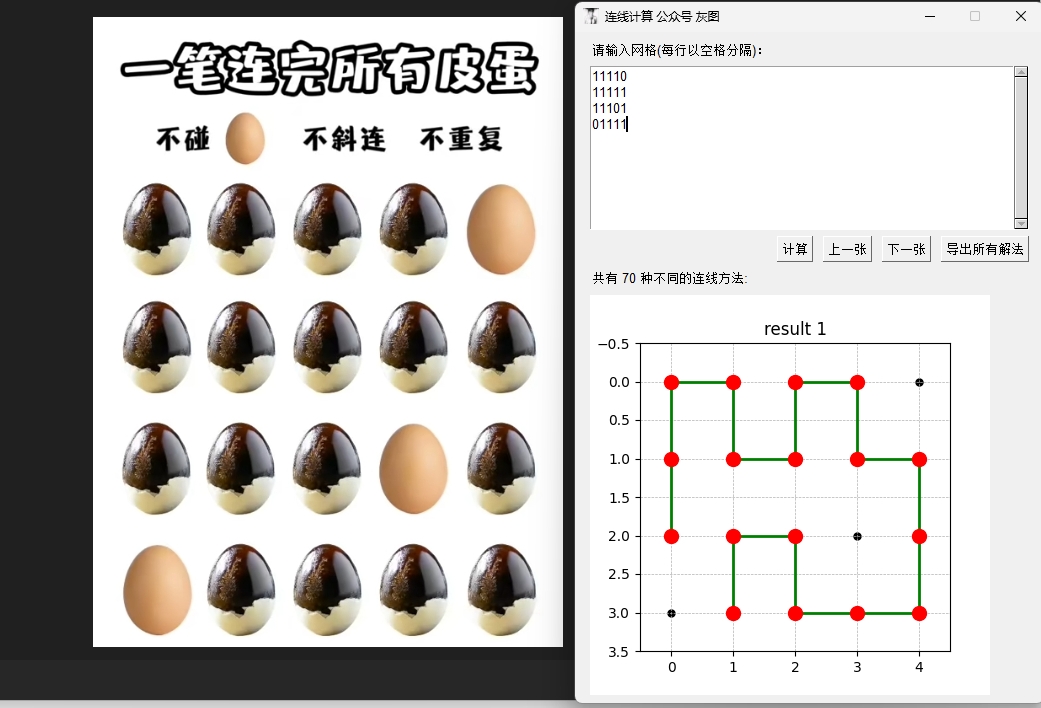 一笔连完所有皮蛋
不碰 不斜连 不重复
连线计算 公众号 灰图
请输入网格(每行以空格分隔)：
11110
11111
11101
01111
计算 上一张 下一张 导出所有解法
共有 70 种不同的连线方法:
result 1
−0.5
0.0
0.5
1.0
1.5
2.0
2.5
3.0
3.5
0 1 2 3 4